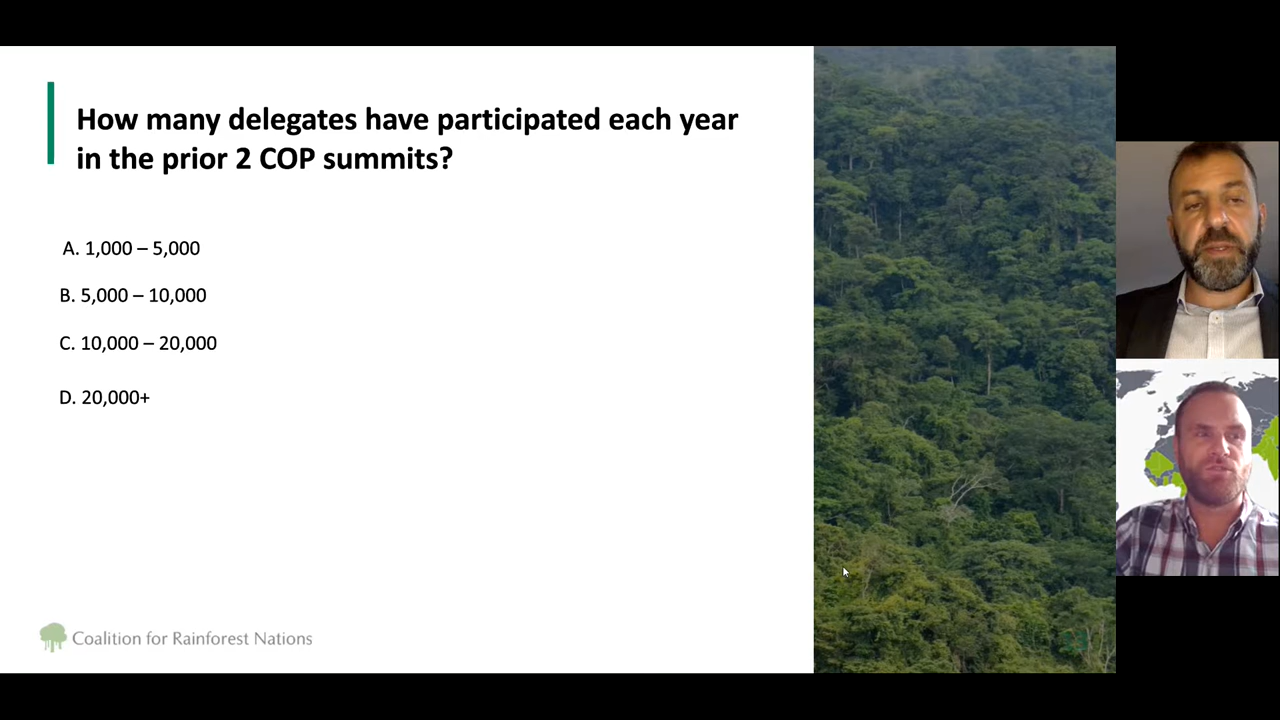 How many delegates have participated each year
in the prior 2 COP summits?
A. 1,000 – 5,000
B. 5,000 – 10,000
C. 10,000 – 20,000
D. 20,000+
Coalition for Rainforest Nations